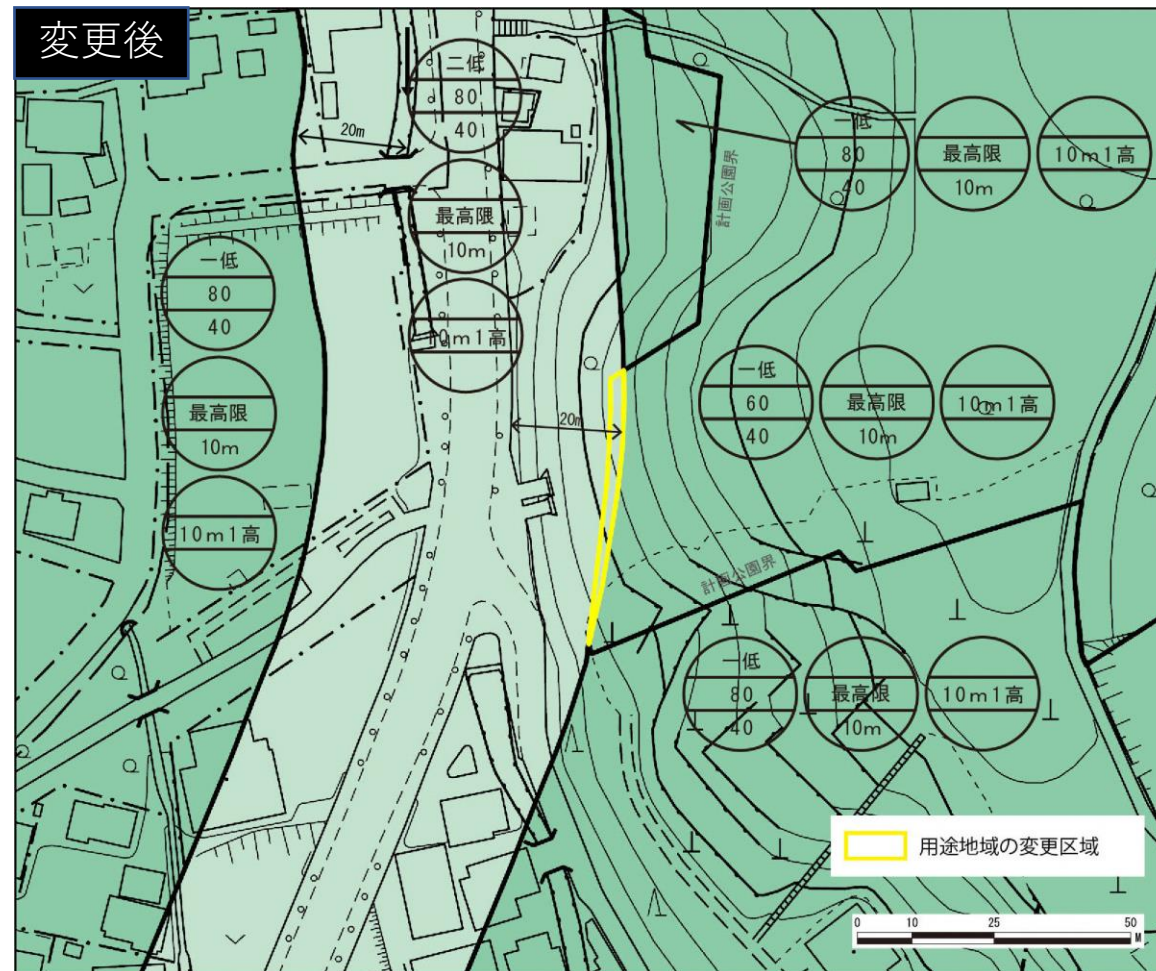 変更後
二低
80
40
20m
最高限
10m
10m1高
一低
80
40
最高限
10m
10m1高
計画公園界
一低
80
40
最高限
10m
10m1高
一低
60
40
最高限
10m
10m1高
20m
計画公園界
一低
80
40
最高限
10m
10m1高
用途地域の変更区域
0 10 25 50
M